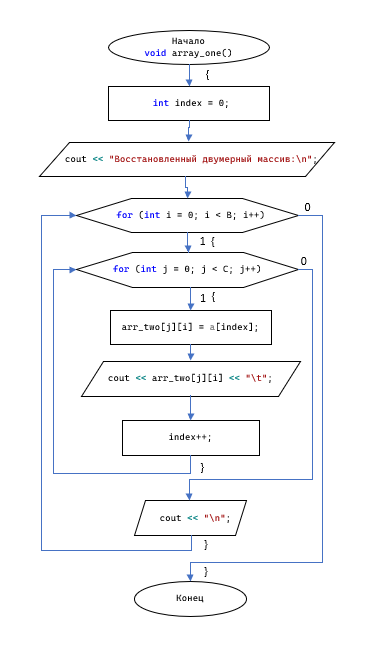 Начало
void array_one()
{
int index = 0;
cout << "Восстановленный двумерный массив:\n";
for (int i = 0; i < B; i++)
0
1 {
for (int j = 0; j < C; j++)
0
1 {
arr_two[j][i] = a[index];
cout << arr_two[j][i] << "\t";
index++;
}
cout << "\n";
}
}
Конец